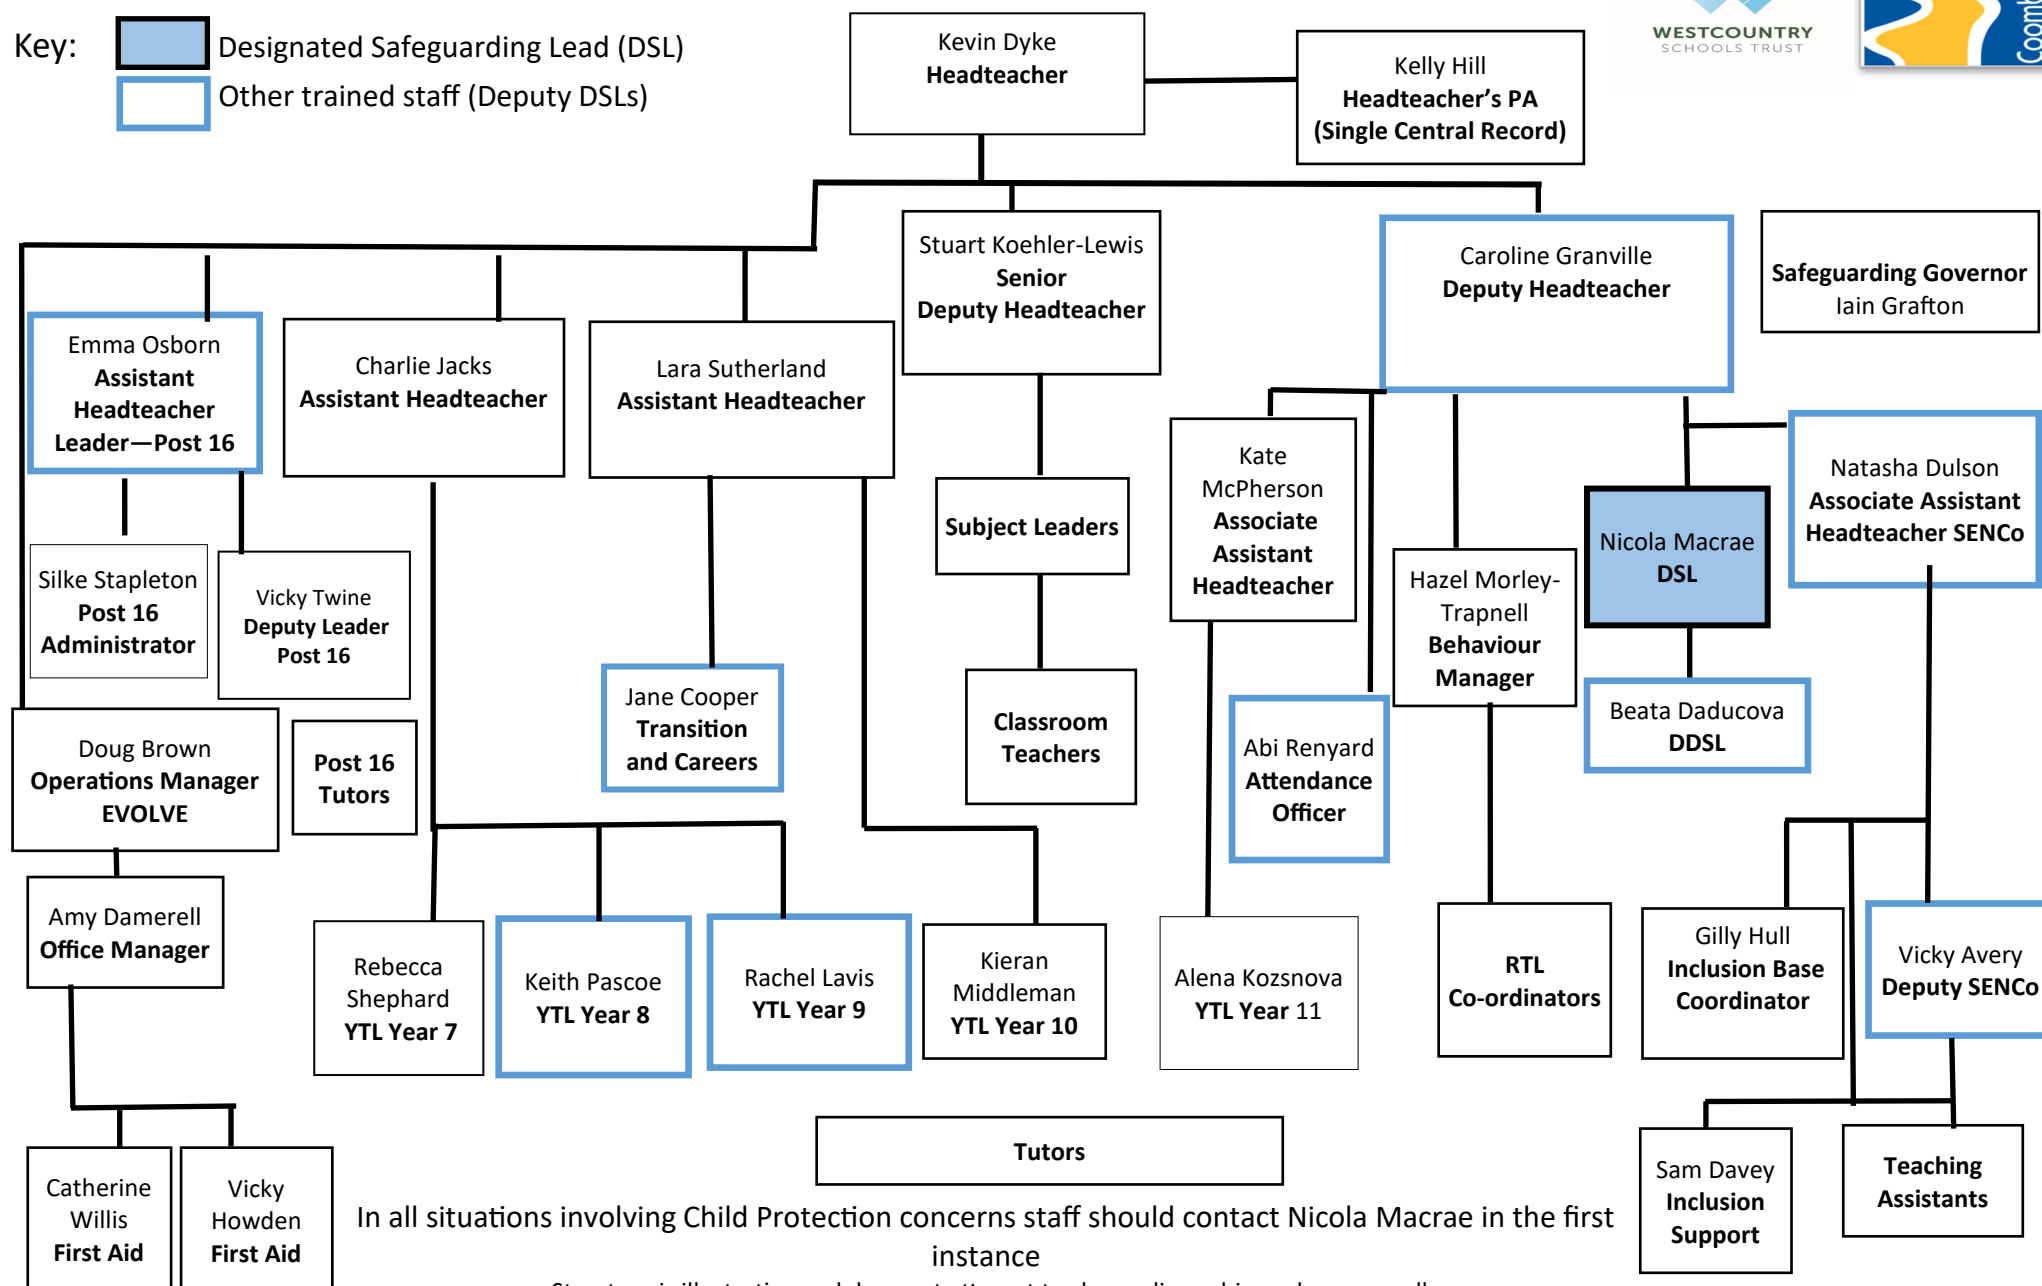 Key:
Designated Safeguarding Lead (DSL)
Other trained staff (Deputy DSLs)
Kevin Dyke
Headteacher
Kelly Hill
Headteacher's PA
(Single Central Record)
WESTCOUNTRY
SCHOOLS TRUST
Stuart Koehler-Lewis
Senior
Deputy Headteacher
Caroline Granville
Deputy Headteacher
Safeguarding Governor
Iain Grafton
Emma Osborn
Assistant
Headteacher
Leader—Post 16
Charlie Jacks
Assistant Headteacher
Lara Sutherland
Assistant Headteacher
Kate
McPherson
Associate
Assistant
Headteacher
Natasha Dulson
Associate Assistant
Headteacher SENCo
Subject Leaders
Nicola Macrae
DSL
Silke Stapleton
Post 16
Administrator
Vicky Twine
Deputy Leader
Post 16
Hazel Morley-
Trapnell
Behaviour
Manager
Jane Cooper
Transition
and Careers
Classroom
Teachers
Abi Renyard
Attendance
Officer
Beata Daducova
DDSL
Doug Brown
Operations Manager
EVOLVE
Post 16
Tutors
Amy Damerell
Office Manager
Rebecca
Shephard
YTL Year 7
Keith Pascoe
YTL Year 8
Rachel Lavis
YTL Year 9
Kieran
Middleman
YTL Year 10
Alena Kozsnova
YTL Year 11
RTL
Co-ordinators
Gilly Hull
Inclusion Base
Coordinator
Vicky Avery
Deputy SENCo
Tutors
Catherine
Willis
First Aid
Vicky
Howden
First Aid
Sam Davey
Inclusion
Support
Teaching
Assistants
In all situations involving Child Protection concerns staff should contact Nicola Macrae in the first
instance